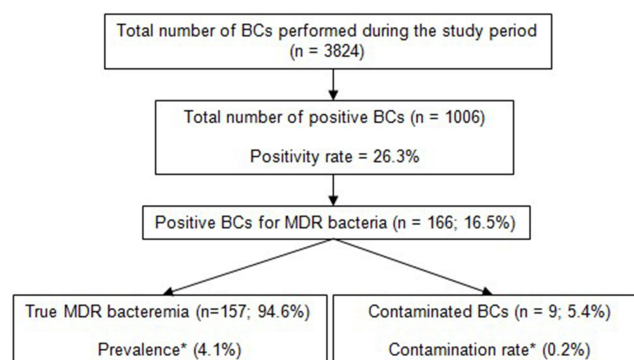 Total number of BCs performed during the study period
(n = 3824)
Total number of positive BCs (n = 1006)
Positivity rate = 26.3%
Positive BCs for MDR bacteria (n = 166; 16.5%)
True MDR bacteremia (n=157; 94.6%)
Prevalence* (4.1%)
Contaminated BCs (n = 9; 5.4%)
Contamination rate* (0.2%)